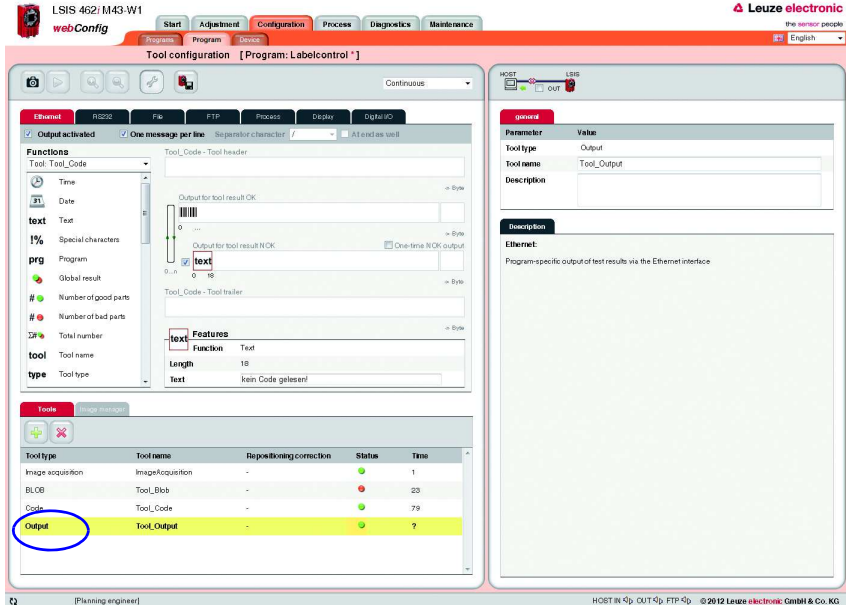 LSIS 462i M43-W1
webConfig
Start Adjustment Configuration Process Diagnostics Maintenance
Programs Program Device
Leuze electronic
the sensor people
English
Tool configuration [Program: Labelcontrol *]
Continuous
HOST LSIS
OUT
Ethernet RS232 File FTP Process Display Digital I/O
Output activated One message per line Separator character / At end as well
Functions
Tool: Tool_Code
Time
31 Date
text Text
!% Special characters
prg Program
Global result
# Number of good parts
# Number of bad parts
Σ# Total number
tool Tool name
type Tool type
Tool_Code - Tool header
Byte
Output for tool result OK
0 ...
Byte
Output for tool result NOK One-time NOK output
text
0...n 0 18
Byte
Tool_Code - Tool trailer
Byte
text Features
Function Text
Length 18
Text kein Code gelesen!
general
Parameter Value
Tool type Output
Tool name Tool_Output
Description
Description
Ethernet:
Program-specific output of test results via the Ethernet interface
Tools Image manager
Tool type Tool name Repositioning correction Status Time
Image acquisition ImageAcquisition - 1
BLOB Tool_Blob - 23
Code Tool_Code - 79
Output Tool_Output - ?
[Planning engineer]
HOST IN OUT FTP © 2012 Leuze electronic GmbH & Co. KG